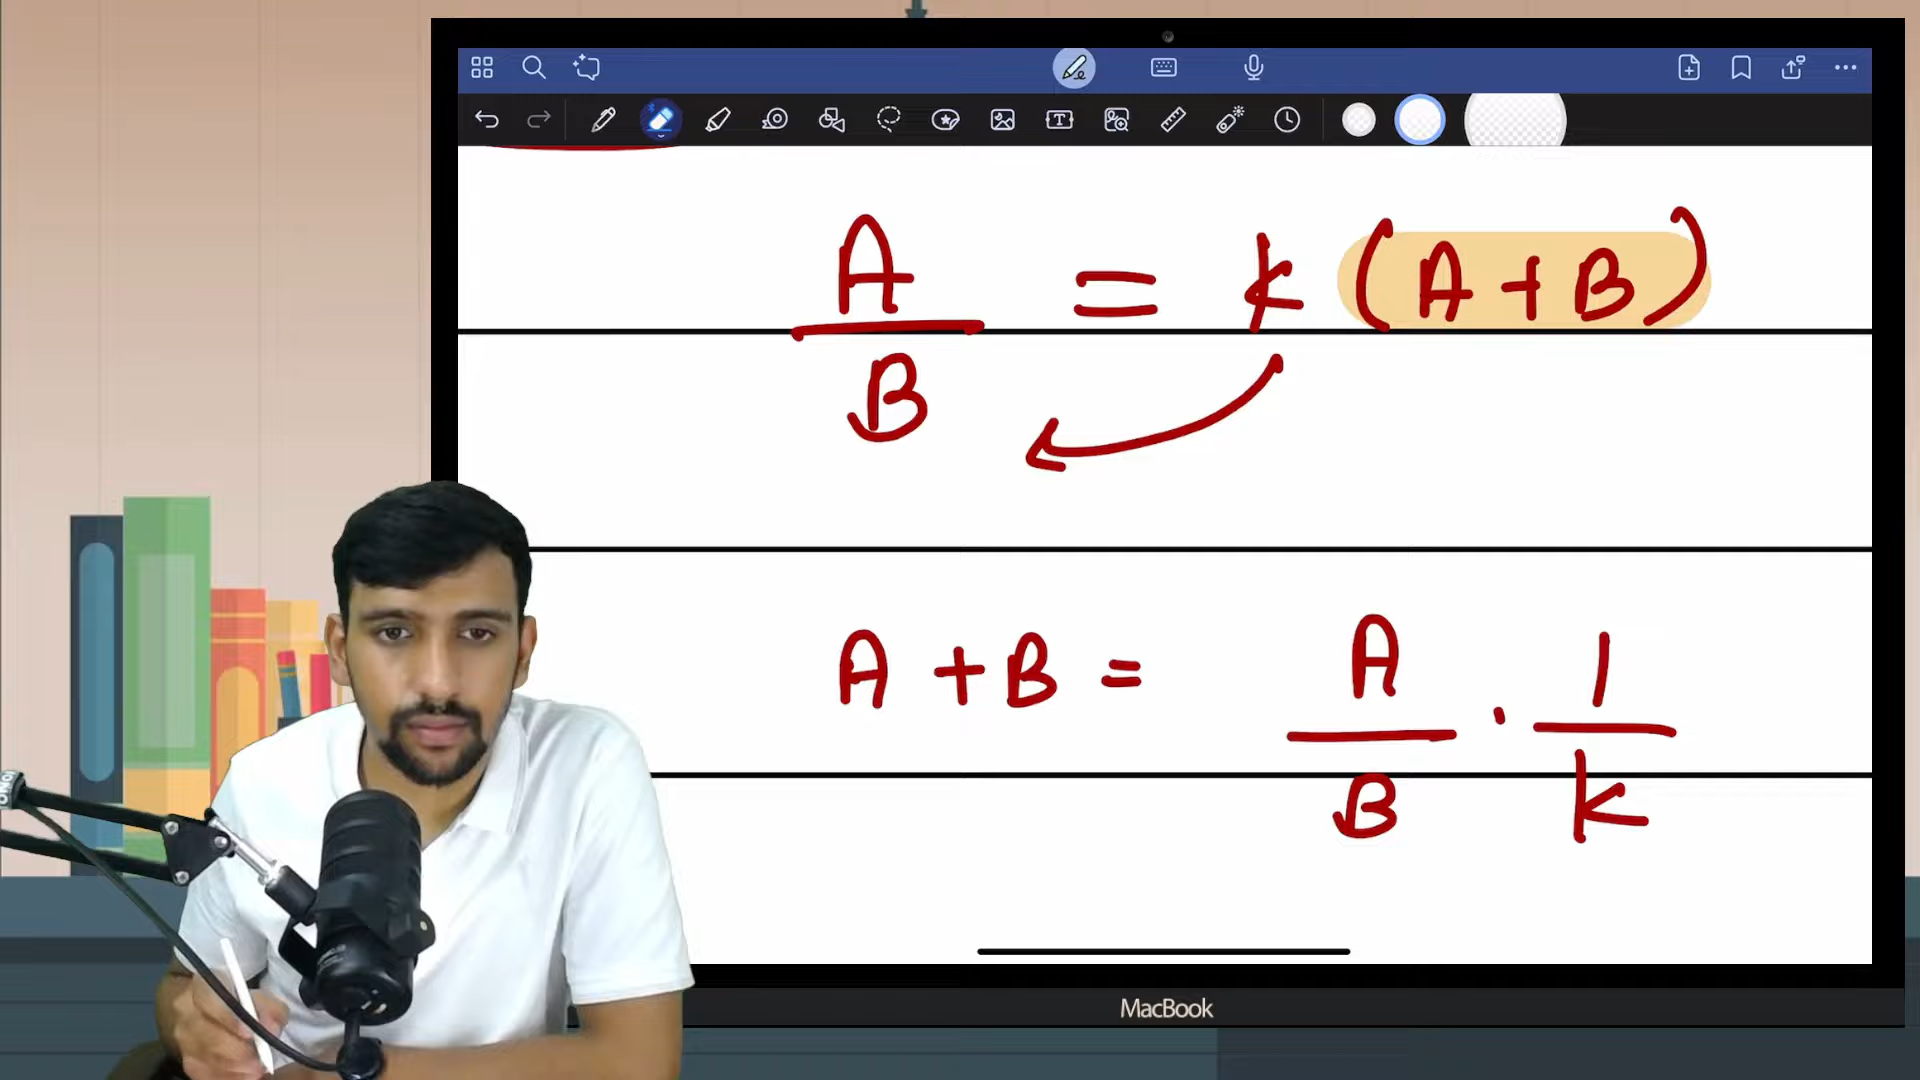 A/B = k (A+B)
A + B = A/B · 1/k
MacBook